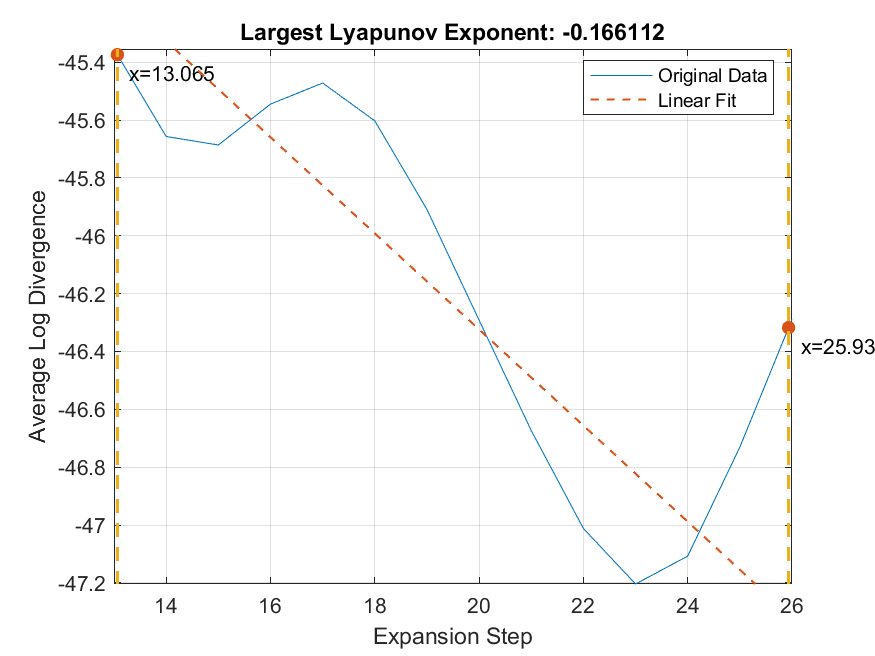 Largest Lyapunov Exponent: -0.166112
x=13.065
Original Data
Linear Fit
x=25.93
Average Log Divergence
-45.4
-45.6
-45.8
-46
-46.2
-46.4
-46.6
-46.8
-47
-47.2
14
16
18
20
22
24
26
Expansion Step